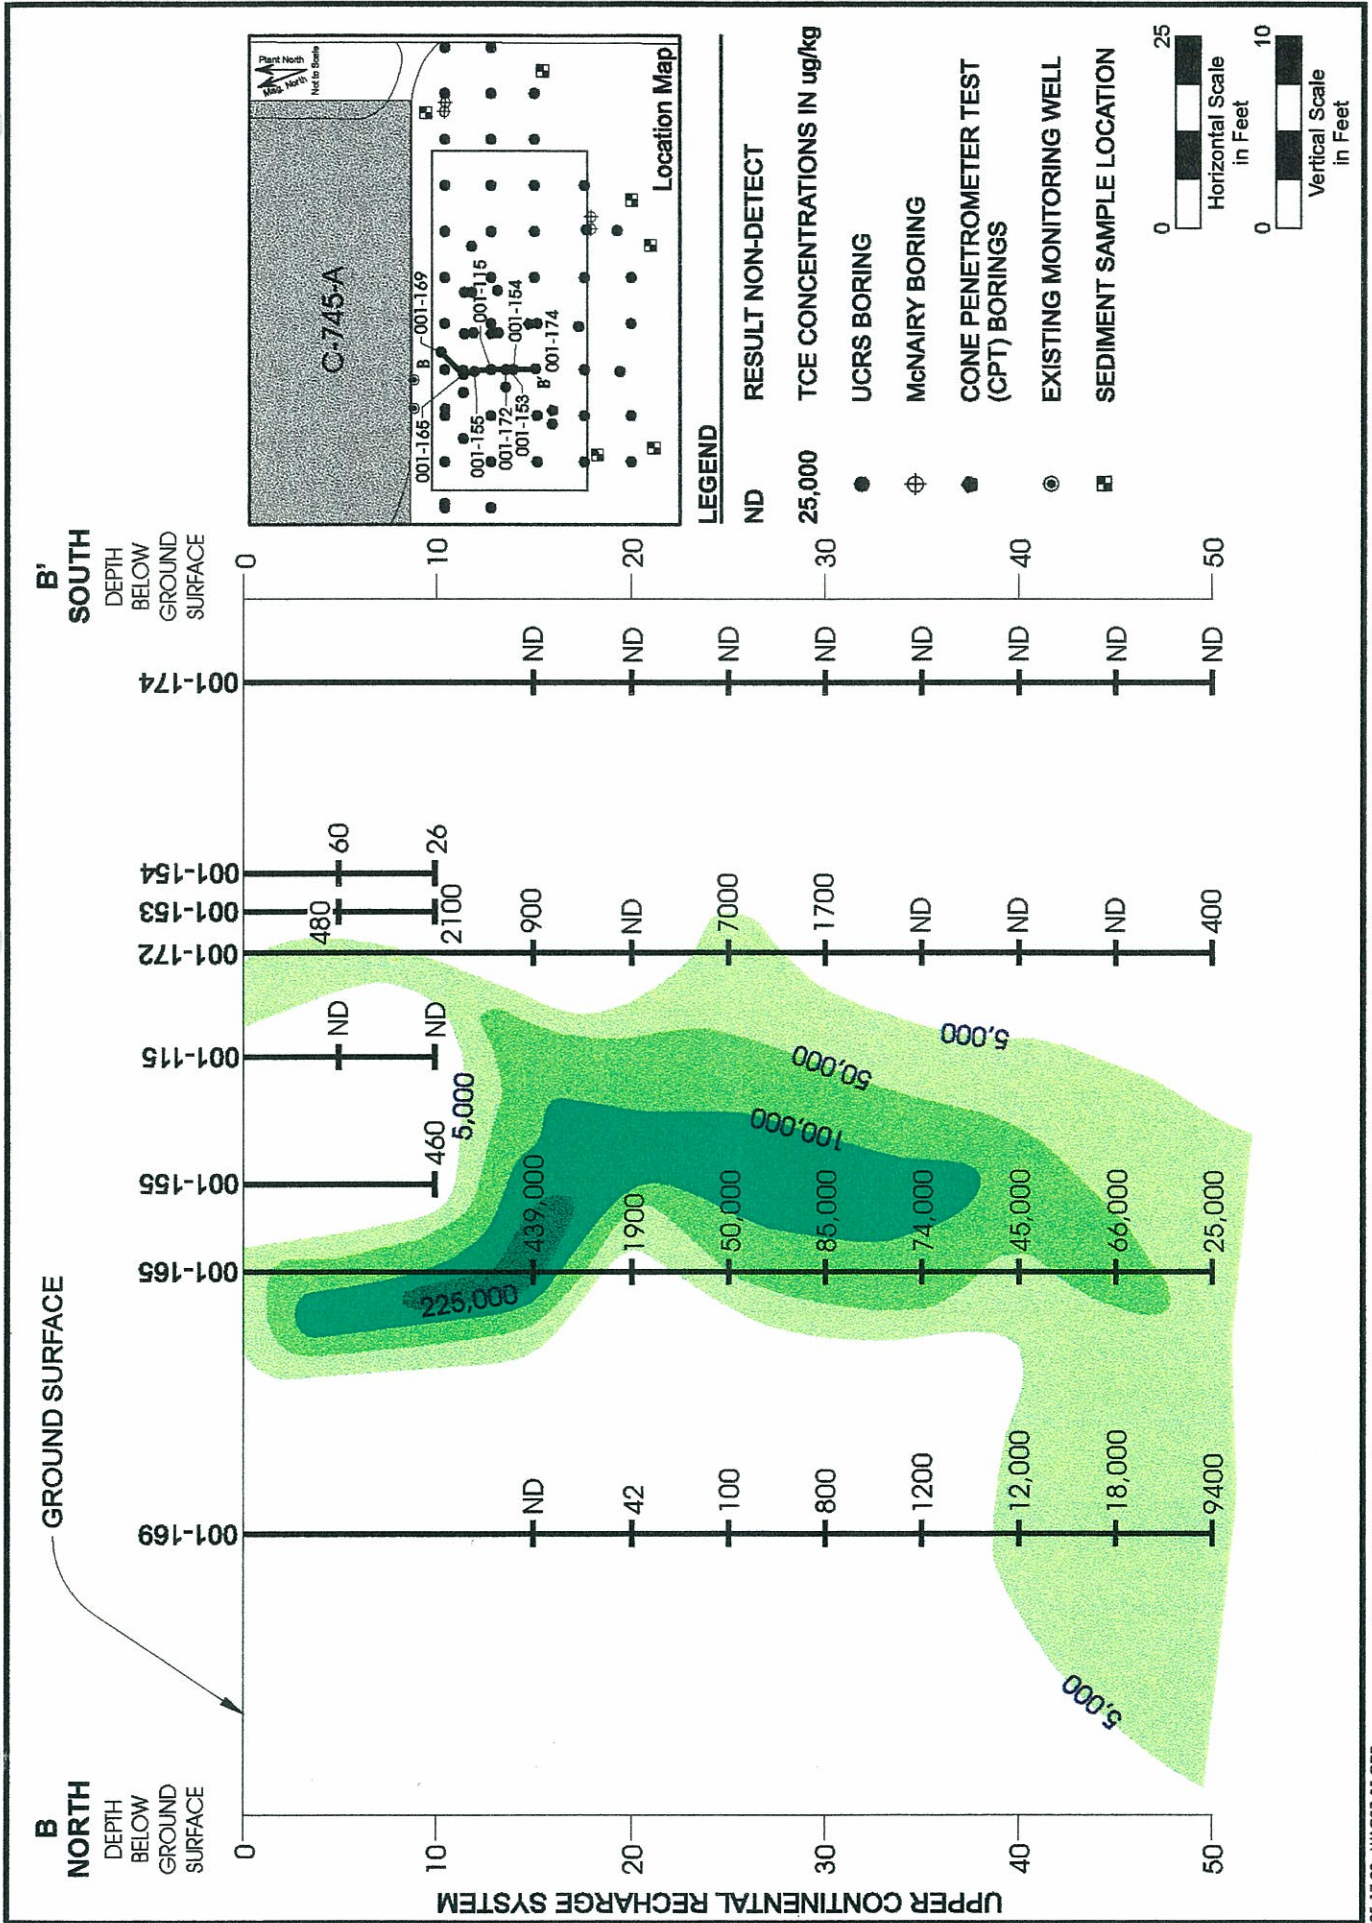 B
NORTH
DEPTH
BELOW
GROUND
SURFACE
GROUND SURFACE
B'
SOUTH
DEPTH
BELOW
GROUND
SURFACE
UPPER CONTINENTAL RECHARGE SYSTEM
0
10
20
30
40
50
001-169
ND
42
100
800
1200
12,000
18,000
9400
001-165
225,000
439,000
1900
50,000
85,000
74,000
45,000
66,000
25,000
001-155
460
001-115
ND
ND
001-172
900
ND
7000
1700
ND
ND
ND
400
001-153
480
2100
001-154
60
26
001-174
ND
ND
ND
ND
ND
ND
ND
ND
5,000
5,000
50,000
100,000
5,000
0
10
20
30
40
50
C-745-A
Plant North
Mag. North
Not to Scale
001-165
B
001-169
001-155
001-115
001-172
001-154
001-153
B'
001-174
Location Map
LEGEND
ND RESULT NON-DETECT
25,000 TCE CONCENTRATIONS IN ug/kg
UCRS BORING
McNAIRY BORING
CONE PENETROMETER TEST
(CPT) BORINGS
EXISTING MONITORING WELL
SEDIMENT SAMPLE LOCATION
0 25
Horizontal Scale
in Feet
0 10
Vertical Scale
in Feet